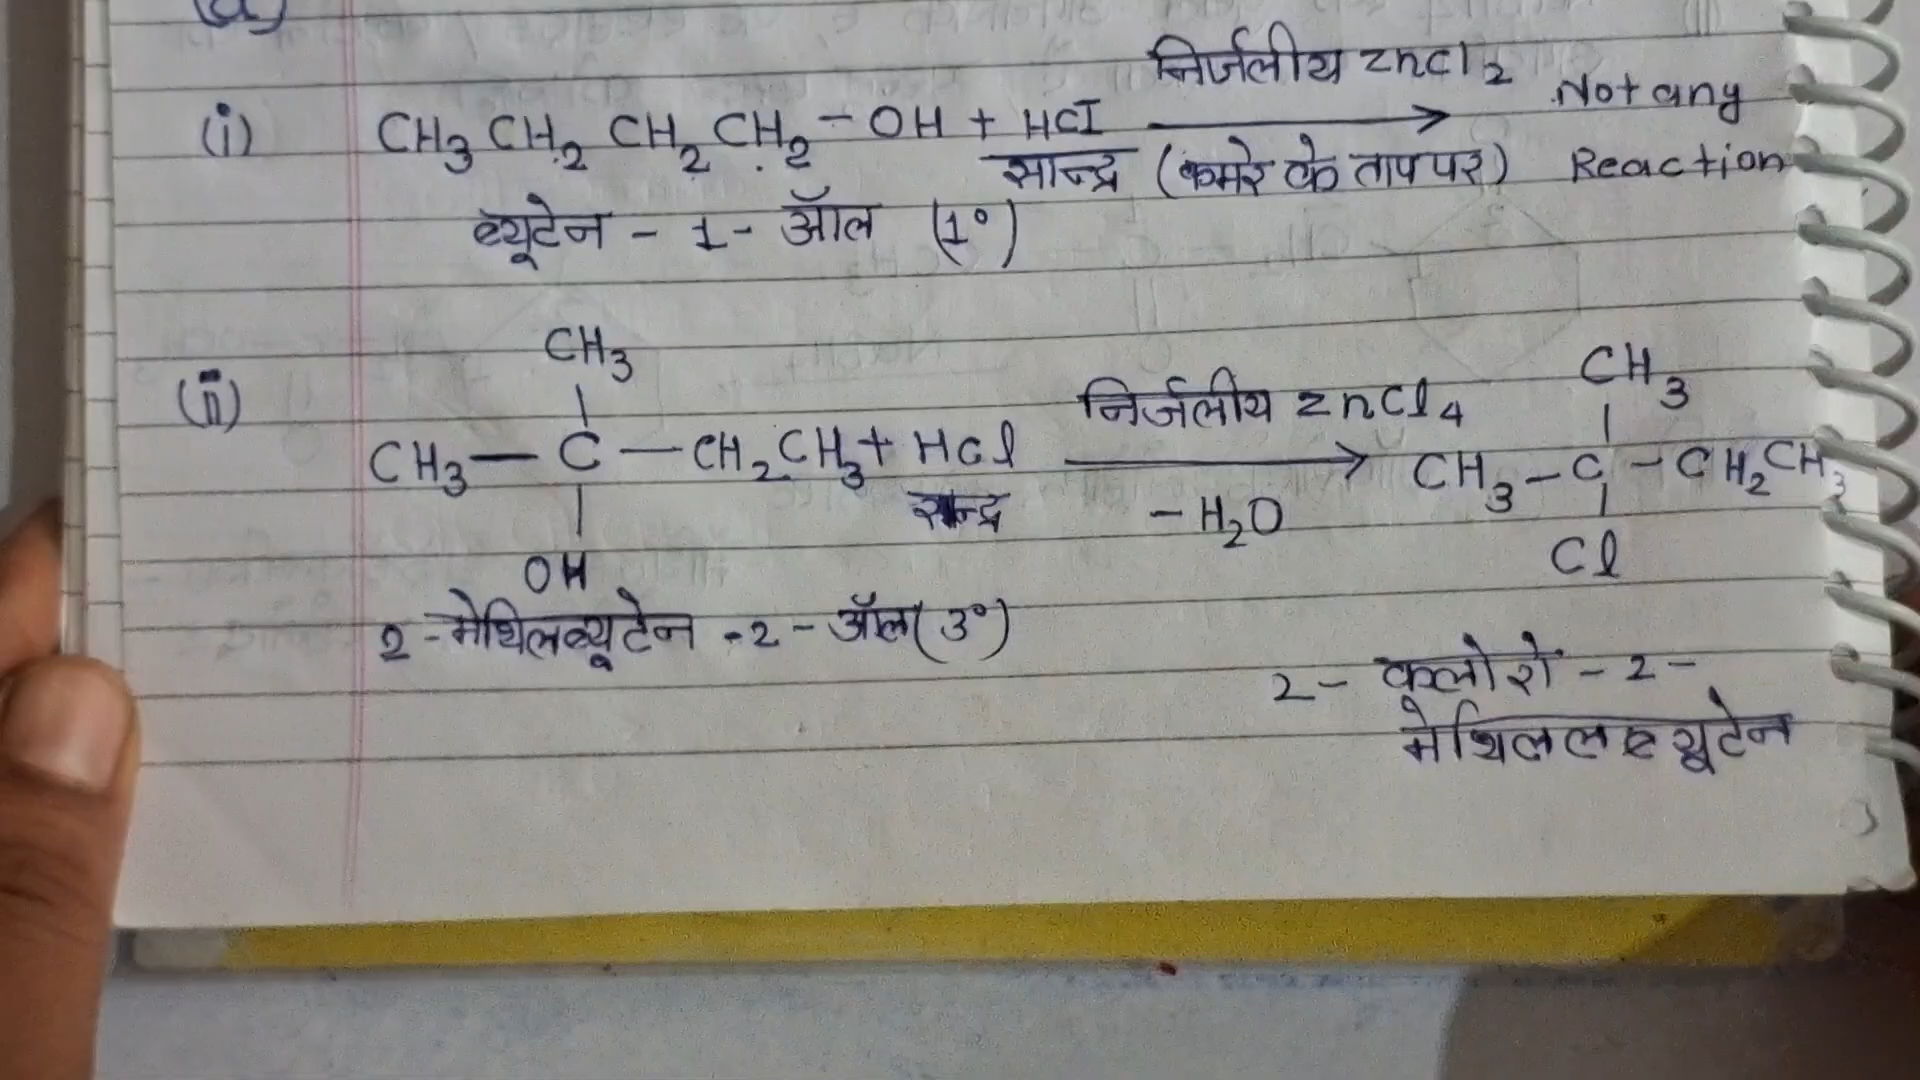 निर्जलीय ZnCl2
(i) CH3CH2CH2CH2-OH + HCl → Not any
सान्द्र (कमरे के ताप पर) Reaction
ब्यूटेन - 1- ऑल (1°)
CH3 CH3
(ii) निर्जलीय ZnCl4
CH3-C-CH2CH3 + HCl → CH3-C-CH2CH3
सान्द्र -H2O
OH Cl
2-मेथिलब्यूटेन -2- ऑल (3°)
2- क्लोरो -2-
मेथिललब्यूटेन